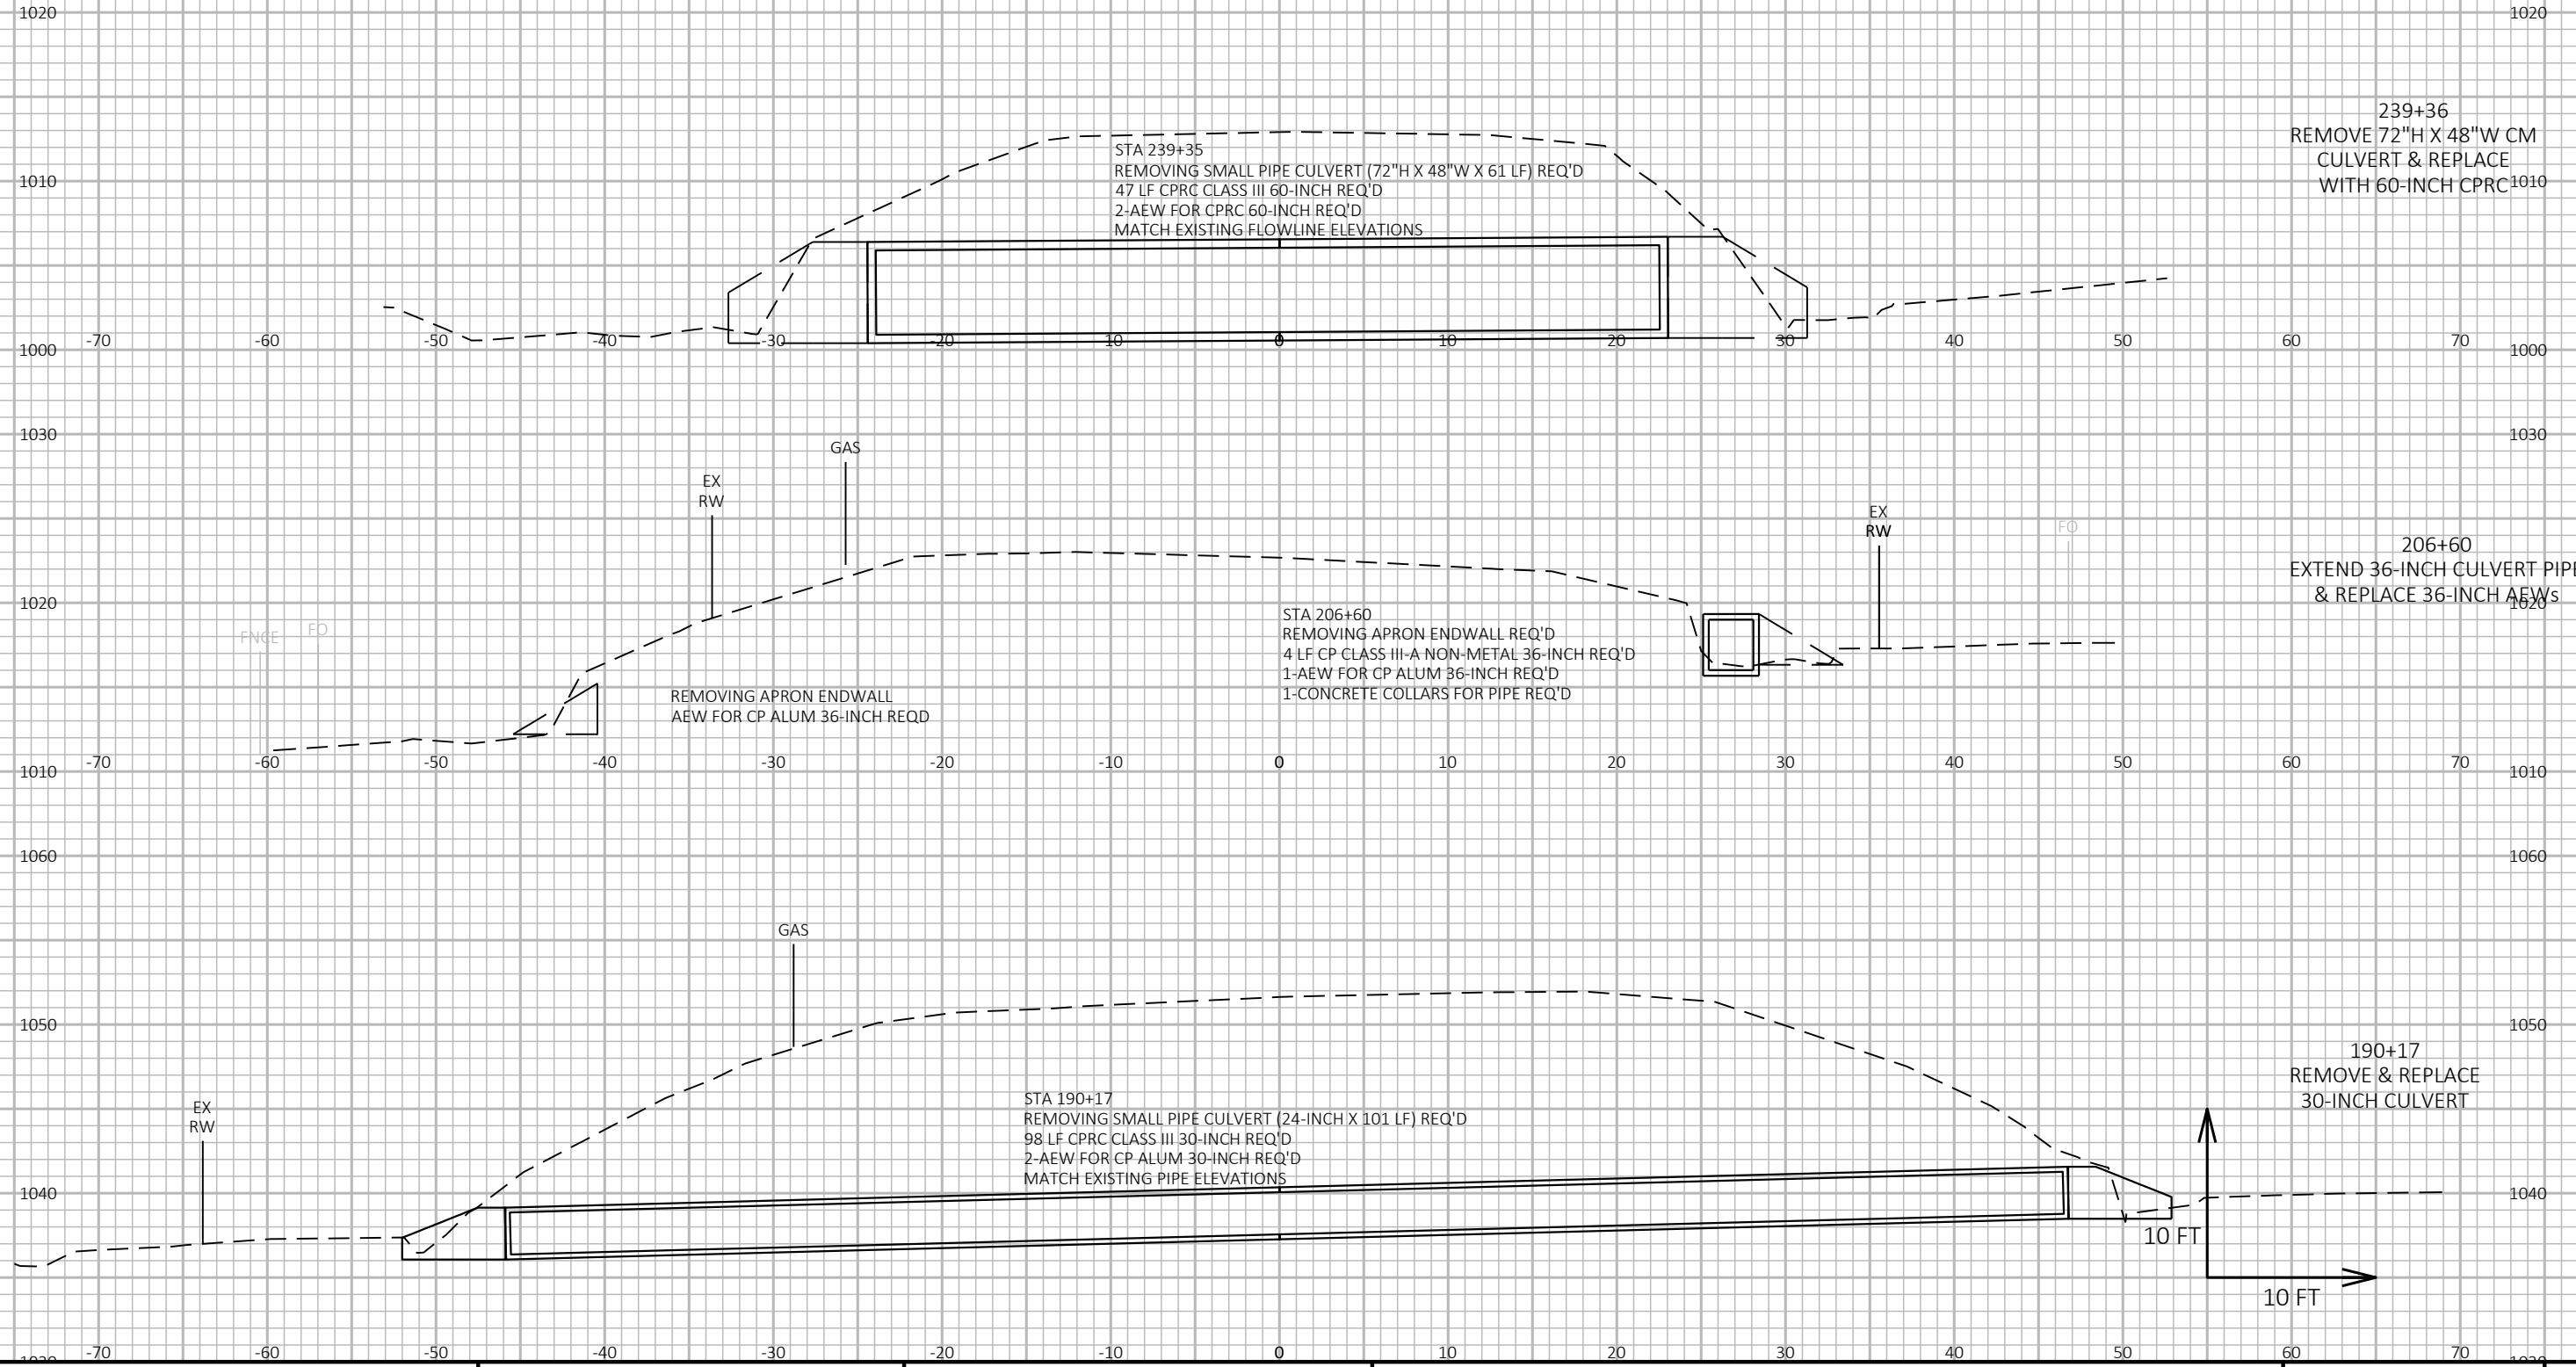 1020
1020
239+36
REMOVE 72"H X 48"W CM
CULVERT & REPLACE
WITH 60-INCH CPRC
STA 239+35
REMOVING SMALL PIPE CULVERT (72"H X 48"W X 61 LF) REQ'D
47 LF CPRC CLASS III 60-INCH REQ'D
2-AEW FOR CPRC 60-INCH REQ'D
MATCH EXISTING FLOWLINE ELEVATIONS
1010
1010
-70 -60 -50 -40 -30 -20 -10 0 10 20 30 40 50 60 70
1000
1000
1030
1030
GAS
EX
RW
EX
RW
FO
206+60
EXTEND 36-INCH CULVERT PIPE
& REPLACE 36-INCH AEWs
1020
1020
FNCE
FO
STA 206+60
REMOVING APRON ENDWALL REQ'D
4 LF CP CLASS III-A NON-METAL 36-INCH REQ'D
1-AEW FOR CP ALUM 36-INCH REQ'D
1-CONCRETE COLLARS FOR PIPE REQ'D
REMOVING APRON ENDWALL
AEW FOR CP ALUM 36-INCH REQD
-70 -60 -50 -40 -30 -20 -10 0 10 20 30 40 50 60 70
1010
1010
1060
1060
GAS
1050
1050
190+17
REMOVE & REPLACE
30-INCH CULVERT
EX
RW
STA 190+17
REMOVING SMALL PIPE CULVERT (24-INCH X 101 LF) REQ'D
98 LF CPRC CLASS III 30-INCH REQ'D
2-AEW FOR CP ALUM 30-INCH REQ'D
MATCH EXISTING PIPE ELEVATIONS
1040
1040
10 FT
10 FT
-70 -60 -50 -40 -30 -20 -10 0 10 20 30 40 50 60 70